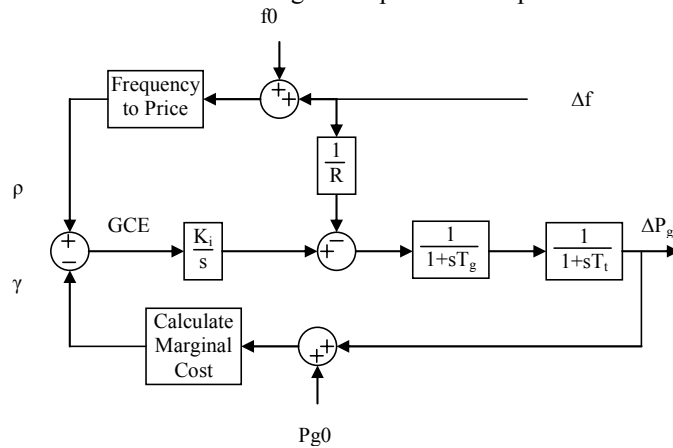 f0
+
+
Frequency
to Price
Δf
1
R
ρ
GCE
+
−
K_i
s
−
1
1+sT_g
1
1+sT_t
ΔP_g
γ
Calculate
Marginal
Cost
+
+
Pg0